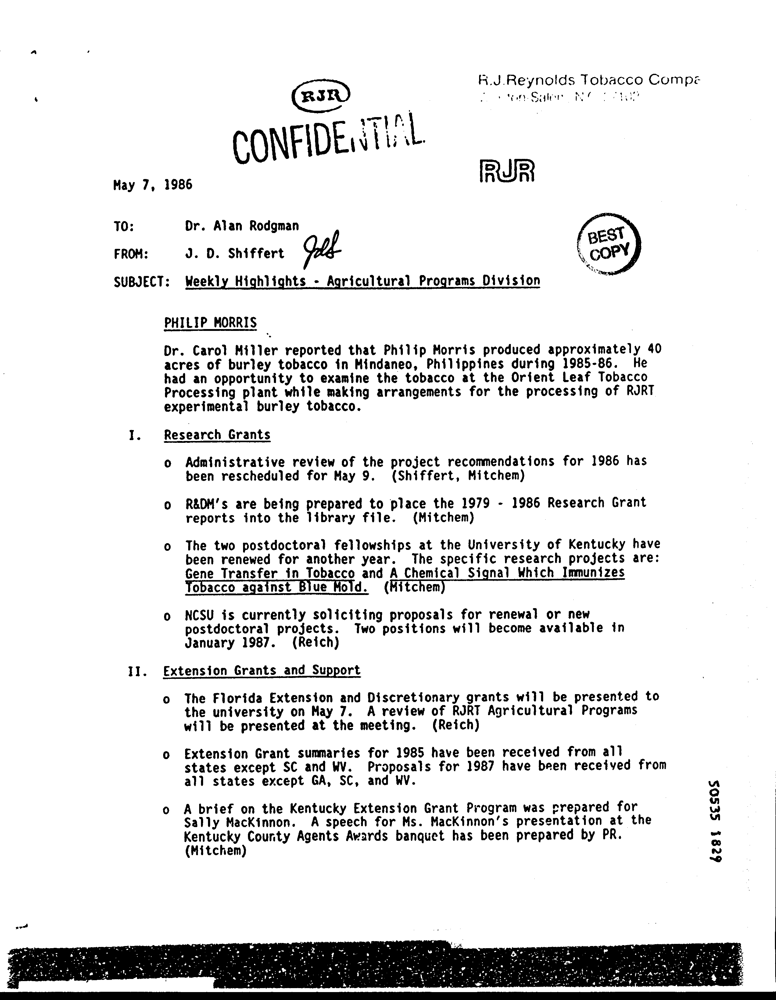 R.J.Reynolds Tobacco Compa
RJR
CONFIDENTIAL
RJR
May 7, 1986
TO: Dr. Alan Rodgman
BEST COPY
FROM: J. D. Shiffert
SUBJECT: Weekly Highlights - Agricultural Programs Division
PHILIP MORRIS
Dr. Carol Miller reported that Philip Morris produced approximately 40
acres of burley tobacco in Mindaneo, Philippines during 1985-86. He
had an opportunity to examine the tobacco at the Orient Leaf Tobacco
Processing plant while making arrangements for the processing of RJRT
experimental burley tobacco.
I. Research Grants
o Administrative review of the project recommendations for 1986 has
been rescheduled for May 9. (Shiffert, Mitchem)
o R&DM's are being prepared to place the 1979 - 1986 Research Grant
reports into the library file. (Mitchem)
o The two postdoctoral fellowships at the University of Kentucky have
been renewed for another year. The specific research projects are:
Gene Transfer in Tobacco and A Chemical Signal Which Immunizes
Tobacco against Blue Mold. (Mitchem)
o NCSU is currently soliciting proposals for renewal or new
postdoctoral projects. Two positions will become available in
January 1987. (Reich)
II. Extension Grants and Support
o The Florida Extension and Discretionary grants will be presented to
the university on May 7. A review of RJRT Agricultural Programs
will be presented at the meeting. (Reich)
o Extension Grant summaries for 1985 have been received from all
states except SC and WV. Proposals for 1987 have been received from
all states except GA, SC, and WV.
o A brief on the Kentucky Extension Grant Program was prepared for
Sally MacKinnon. A speech for Ms. MacKinnon's presentation at the
Kentucky County Agents Awards banquet has been prepared by PR.
(Mitchem)
50535 1829